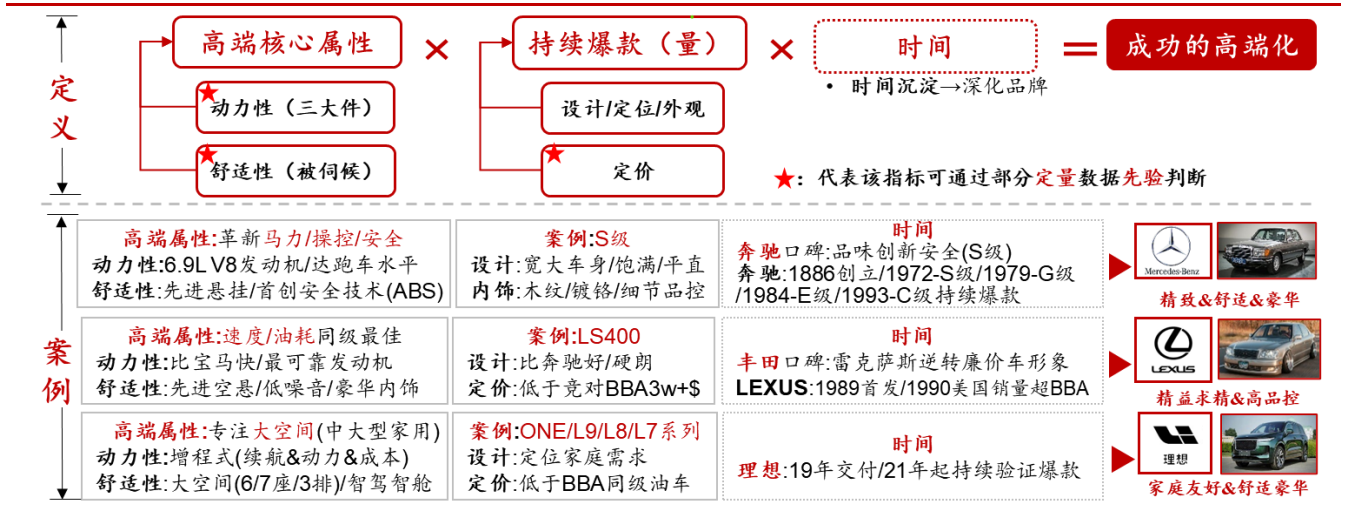 定义
高端核心属性
×
持续爆款（量）
×
时间
=
成功的高端化
动力性（三大件）
舒适性（被伺候）
设计/定位/外观
定价
• 时间沉淀→深化品牌
★：代表该指标可通过部分定量数据先验判断
案例
高端属性:革新马力/操控/安全
动力性:6.9L V8发动机/达跑车水平
舒适性:先进悬挂/首创安全技术(ABS)
案例:S级
设计:宽大车身/饱满/平直
内饰:木纹/镀铬/细节品控
时间
奔驰口碑:品味创新安全(S级)
奔驰:1886创立/1972-S级/1979-G级
/1984-E级/1993-C级持续爆款
Mercedes-Benz
精致&舒适&豪华
高端属性:速度/油耗同级最佳
动力性:比宝马快/最可靠发动机
舒适性:先进空悬/低噪音/豪华内饰
案例:LS400
设计:比奔驰好/硬朗
定价:低于竞对BBA3w+$
时间
丰田口碑:雷克萨斯逆转廉价车形象
LEXUS:1989首发/1990美国销量超BBA
LEXUS
精益求精&高品控
高端属性:专注大空间(中大型家用)
动力性:增程式(续航&动力&成本)
舒适性:大空间(6/7座/3排)/智驾智舱
案例:ONE/L9/L8/L7系列
设计:定位家庭需求
定价:低于BBA同级油车
时间
理想:19年交付/21年起持续验证爆款
理想
家庭友好&舒适豪华